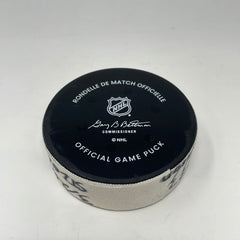 RONDELLE DE MATCH OFFICIELLE
NHL
Gary B Bettman
COMMISSIONER
© NHL
OFFICIAL GAME PUCK